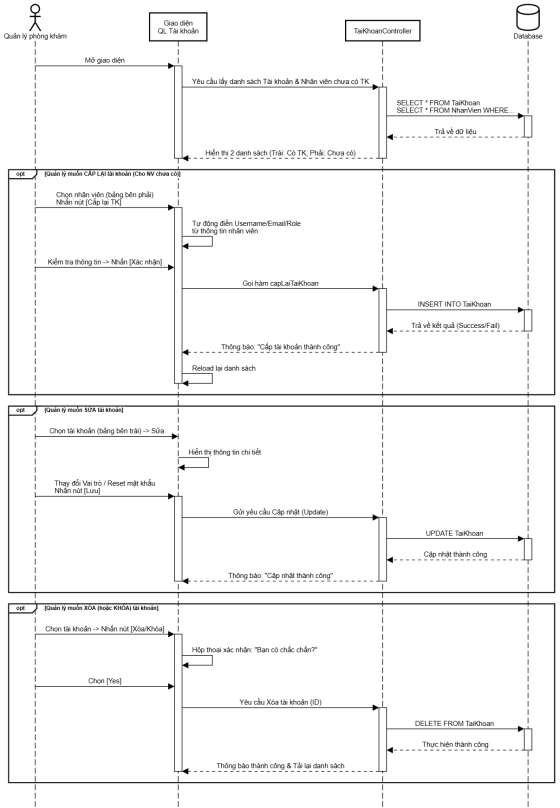 Quản lý phòng khám
Giao diện
QL Tài khoản
TaiKhoanController
Database
Mở giao diện
Yêu cầu lấy danh sách Tài khoản & Nhân viên chưa có TK
SELECT * FROM TaiKhoan
SELECT * FROM NhanVien WHERE...
Trả về dữ liệu
Hiển thị 2 danh sách (Trái: Có TK, Phải: Chưa có)
opt
[Quản lý muốn CẤP LẠI tài khoản (Cho NV chưa có)]
Chọn nhân viên (bảng bên phải)
Nhấn nút [Cấp lại TK]
Tự động điền Username/Email/Role
từ thông tin nhân viên
Kiểm tra thông tin -> Nhấn [Xác nhận]
Gọi hàm capLaiTaiKhoan
INSERT INTO TaiKhoan
Trả về kết quả (Success/Fail)
Thông báo: "Cấp tài khoản thành công"
Reload lại danh sách
opt
[Quản lý muốn SỬA tài khoản]
Chọn tài khoản (bảng bên trái) -> Sửa
Hiển thị thông tin chi tiết
Thay đổi Vai trò / Reset mật khẩu
Nhấn nút [Lưu]
Gửi yêu cầu Cập nhật (Update)
UPDATE TaiKhoan
Cập nhật thành công
Thông báo: "Cập nhật thành công"
opt
[Quản lý muốn XÓA (hoặc KHÓA) tài khoản]
Chọn tài khoản -> Nhấn nút [Xóa/Khóa]
Hộp thoại xác nhận: "Bạn có chắc chắn?"
Chọn [Yes]
Yêu cầu Xóa tài khoản (ID)
DELETE FROM TaiKhoan
Thực hiện thành công
Thông báo thành công & Tải lại danh sách